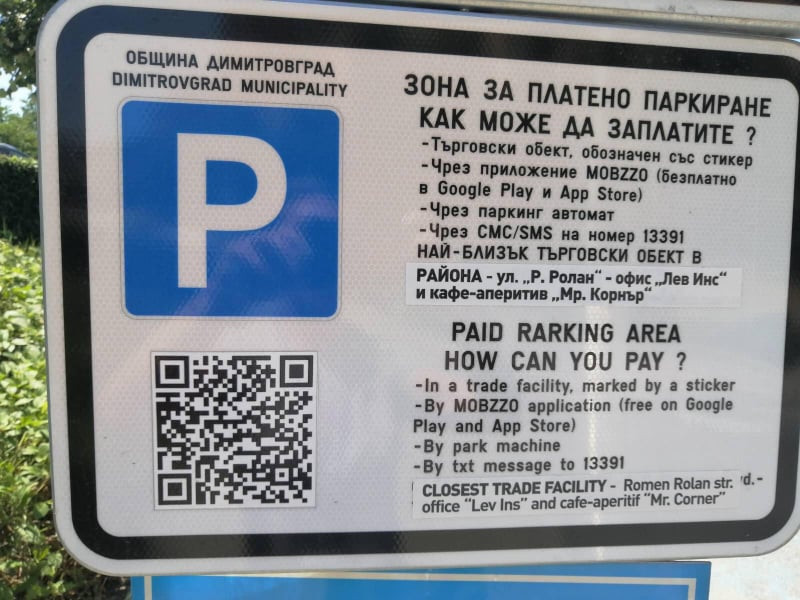 ОБЩИНА ДИМИТРОВГРАД
DIMITROVGRAD MUNICIPALITY
P
ЗОНА ЗА ПЛАТЕНО ПАРКИРАНЕ
КАК МОЖЕ ДА ЗАПЛАТИТЕ ?
-Търговски обект, обозначен със стикер
-Чрез приложение MOBZZO (безплатно
в Google Play и App Store)
-Чрез паркинг автомат
-Чрез СМС/SMS на номер 13391
НАЙ-БЛИЗЪК ТЪРГОВСКИ ОБЕКТ В
РАЙОНА - ул. „Р. Ролан“ - офис „Лев Инс“
и кафе-аперитив „Мр. Корнър“
PAID RARKING AREA
HOW CAN YOU PAY ?
-In a trade facility, marked by a sticker
-By MOBZZO application (free on Google
Play and App Store)
-By park machine
-By txt message to 13391
CLOSEST TRADE FACILITY - Romen Rolan str. -
office "Lev Ins" and cafe-aperitif "Mr. Corner"